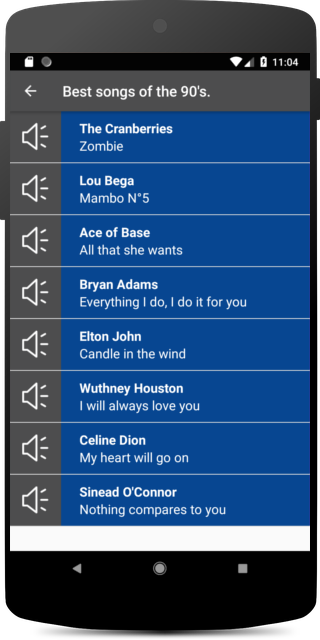 11:04
Best songs of the 90's.
The Cranberries
Zombie
Lou Bega
Mambo N°5
Ace of Base
All that she wants
Bryan Adams
Everything I do, I do it for you
Elton John
Candle in the wind
Wuthney Houston
I will always love you
Celine Dion
My heart will go on
Sinead O'Connor
Nothing compares to you